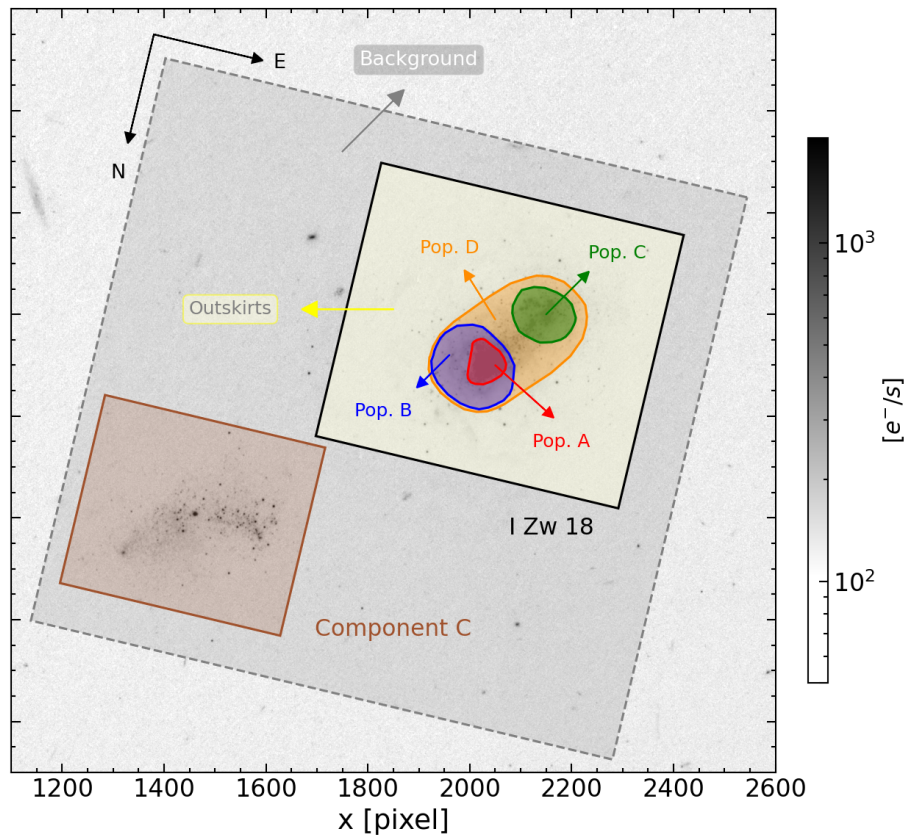 Background
E
N
Pop. D
Pop. C
Outskirts
Pop. B
Pop. A
I Zw 18
Component C
1200 1400 1600 1800 2000 2200 2400 2600
x [pixel]
10³
10²
[e⁻/s]